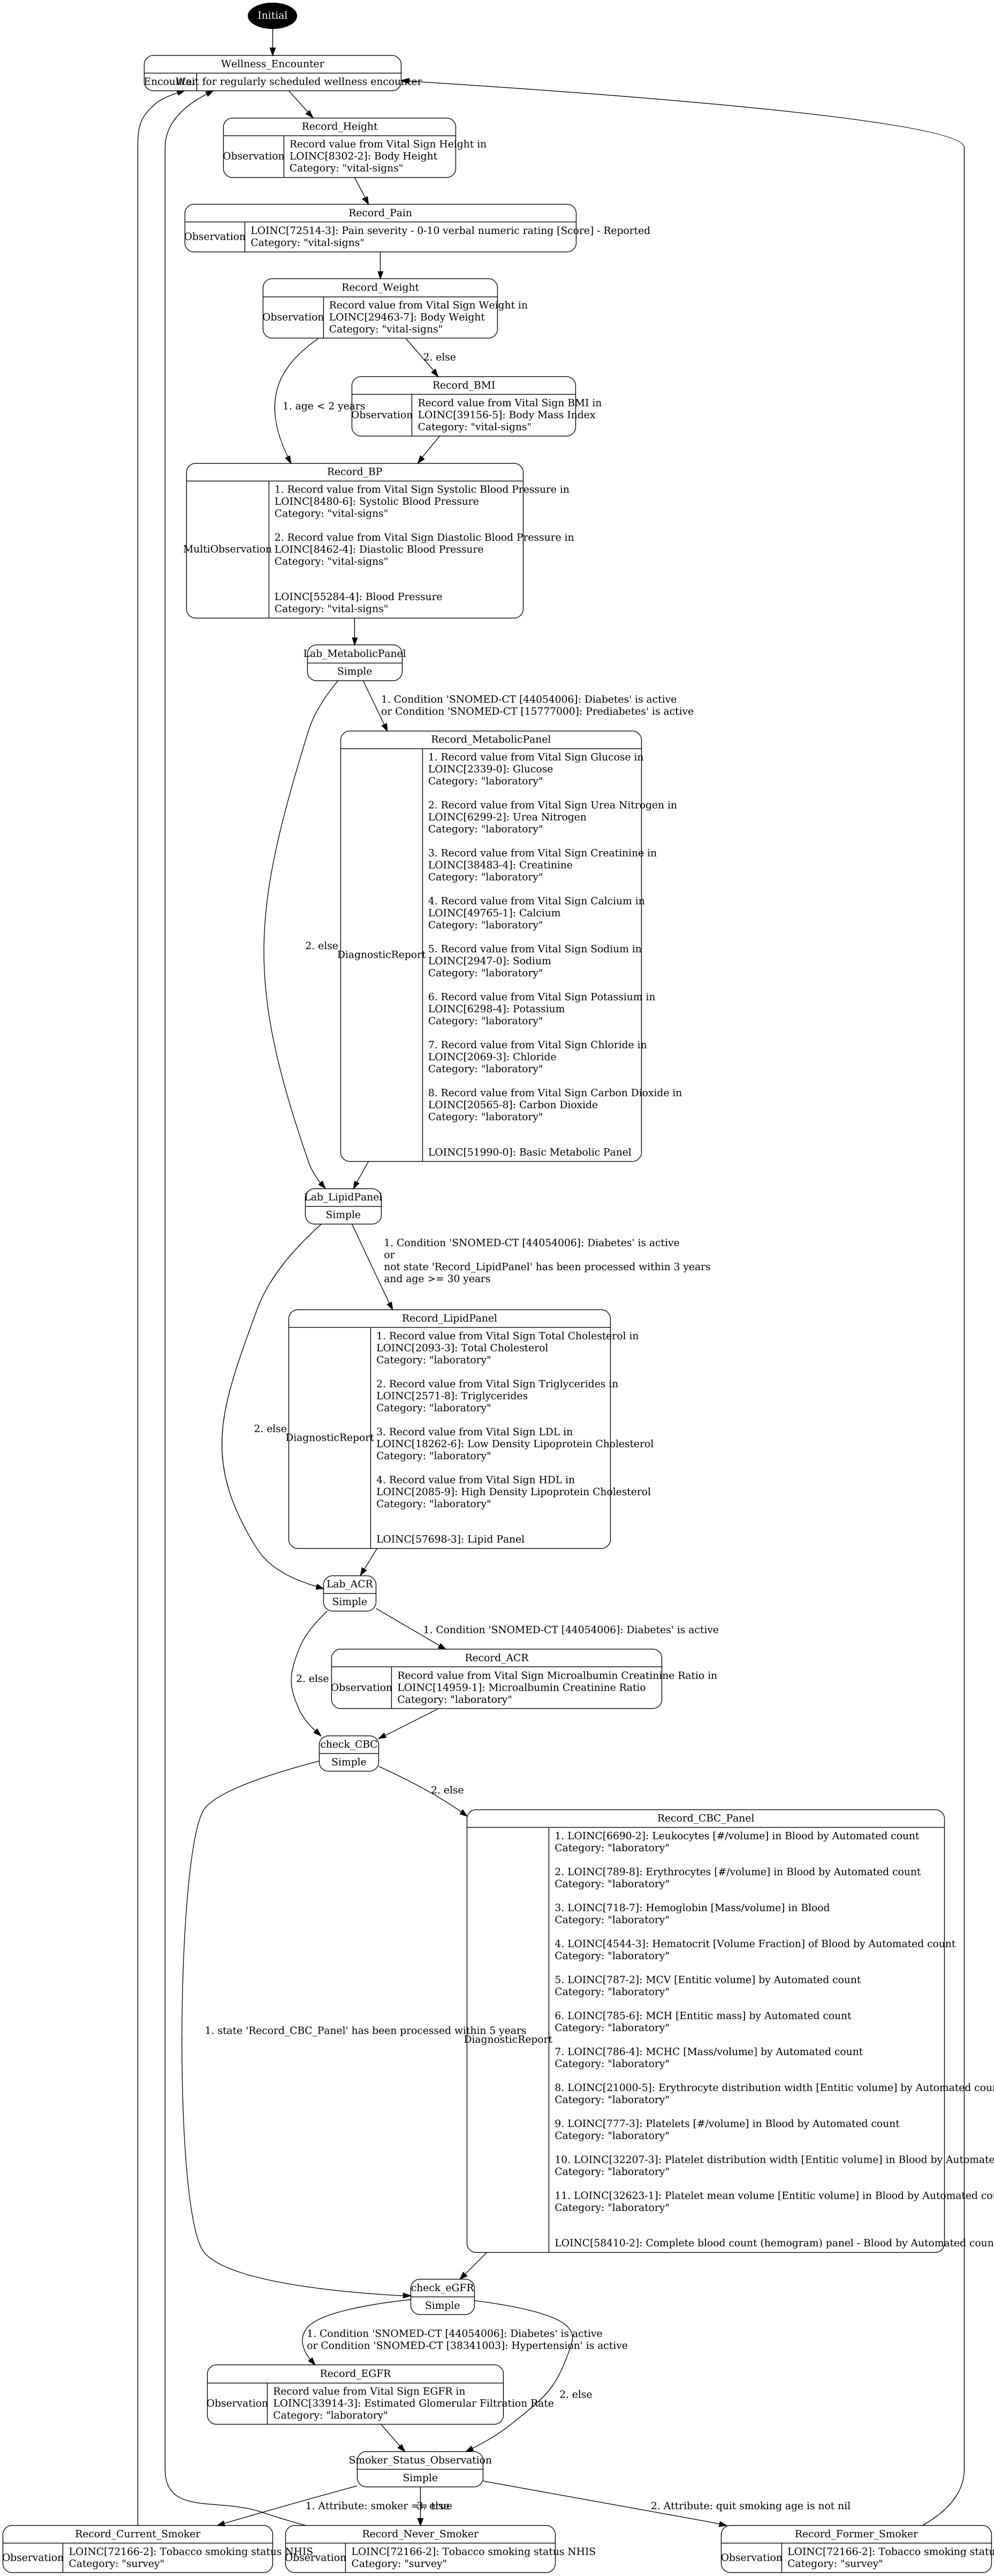 Initial
Wellness_Encounter
Encounter
Wait for regularly scheduled wellness encounter
Record_Height
Observation
Record value from Vital Sign Height in
LOINC[8302-2]: Body Height
Category: "vital-signs"
Record_Pain
Observation
LOINC[72514-3]: Pain severity - 0-10 verbal numeric rating [Score] - Reported
Category: "vital-signs"
Record_Weight
Observation
Record value from Vital Sign Weight in
LOINC[29463-7]: Body Weight
Category: "vital-signs"
2. else
1. age < 2 years
Record_BMI
Observation
Record value from Vital Sign BMI in
LOINC[39156-5]: Body Mass Index
Category: "vital-signs"
Record_BP
MultiObservation
1. Record value from Vital Sign Systolic Blood Pressure in
LOINC[8480-6]: Systolic Blood Pressure
Category: "vital-signs"
2. Record value from Vital Sign Diastolic Blood Pressure in
LOINC[8462-4]: Diastolic Blood Pressure
Category: "vital-signs"
LOINC[55284-4]: Blood Pressure
Category: "vital-signs"
Lab_MetabolicPanel
Simple
1. Condition 'SNOMED-CT [44054006]: Diabetes' is active
or Condition 'SNOMED-CT [15777000]: Prediabetes' is active
2. else
Record_MetabolicPanel
DiagnosticReport
1. Record value from Vital Sign Glucose in
LOINC[2339-0]: Glucose
Category: "laboratory"
2. Record value from Vital Sign Urea Nitrogen in
LOINC[6299-2]: Urea Nitrogen
Category: "laboratory"
3. Record value from Vital Sign Creatinine in
LOINC[38483-4]: Creatinine
Category: "laboratory"
4. Record value from Vital Sign Calcium in
LOINC[49765-1]: Calcium
Category: "laboratory"
5. Record value from Vital Sign Sodium in
LOINC[2947-0]: Sodium
Category: "laboratory"
6. Record value from Vital Sign Potassium in
LOINC[6298-4]: Potassium
Category: "laboratory"
7. Record value from Vital Sign Chloride in
LOINC[2069-3]: Chloride
Category: "laboratory"
8. Record value from Vital Sign Carbon Dioxide in
LOINC[20565-8]: Carbon Dioxide
Category: "laboratory"
LOINC[51990-0]: Basic Metabolic Panel
Lab_LipidPanel
Simple
1. Condition 'SNOMED-CT [44054006]: Diabetes' is active
or
not state 'Record_LipidPanel' has been processed within 3 years
and age >= 30 years
2. else
Record_LipidPanel
DiagnosticReport
1. Record value from Vital Sign Total Cholesterol in
LOINC[2093-3]: Total Cholesterol
Category: "laboratory"
2. Record value from Vital Sign Triglycerides in
LOINC[2571-8]: Triglycerides
Category: "laboratory"
3. Record value from Vital Sign LDL in
LOINC[18262-6]: Low Density Lipoprotein Cholesterol
Category: "laboratory"
4. Record value from Vital Sign HDL in
LOINC[2085-9]: High Density Lipoprotein Cholesterol
Category: "laboratory"
LOINC[57698-3]: Lipid Panel
Lab_ACR
Simple
1. Condition 'SNOMED-CT [44054006]: Diabetes' is active
2. else
Record_ACR
Observation
Record value from Vital Sign Microalbumin Creatinine Ratio in
LOINC[14959-1]: Microalbumin Creatinine Ratio
Category: "laboratory"
check_CBC
Simple
2. else
1. state 'Record_CBC_Panel' has been processed within 5 years
Record_CBC_Panel
DiagnosticReport
1. LOINC[6690-2]: Leukocytes [#/volume] in Blood by Automated count
Category: "laboratory"
2. LOINC[789-8]: Erythrocytes [#/volume] in Blood by Automated count
Category: "laboratory"
3. LOINC[718-7]: Hemoglobin [Mass/volume] in Blood
Category: "laboratory"
4. LOINC[4544-3]: Hematocrit [Volume Fraction] of Blood by Automated count
Category: "laboratory"
5. LOINC[787-2]: MCV [Entitic volume] by Automated count
Category: "laboratory"
6. LOINC[785-6]: MCH [Entitic mass] by Automated count
Category: "laboratory"
7. LOINC[786-4]: MCHC [Mass/volume] by Automated count
Category: "laboratory"
8. LOINC[21000-5]: Erythrocyte distribution width [Entitic volume] by Automated
Category: "laboratory"
9. LOINC[777-3]: Platelets [#/volume] in Blood by Automated count
Category: "laboratory"
10. LOINC[32207-3]: Platelet distribution width [Entitic volume] in Blood by
Category: "laboratory"
11. LOINC[32623-1]: Platelet mean volume [Entitic volume] in Blood by Automated
Category: "laboratory"
LOINC[58410-2]: Complete blood count (hemogram) panel - Blood by Automated
check_eGFR
Simple
1. Condition 'SNOMED-CT [44054006]: Diabetes' is active
or Condition 'SNOMED-CT [38341003]: Hypertension' is active
2. else
Record_EGFR
Observation
Record value from Vital Sign EGFR in
LOINC[33914-3]: Estimated Glomerular Filtration Rate
Category: "laboratory"
Smoker_Status_Observation
Simple
1. Attribute: smoker == true
3. else
2. Attribute: quit smoking age is not nil
Record_Current_Smoker
Observation
LOINC[72166-2]: Tobacco smoking status NHIS
Category: "survey"
Record_Never_Smoker
Observation
LOINC[72166-2]: Tobacco smoking status NHIS
Category: "survey"
Record_Former_Smoker
Observation
LOINC[72166-2]: Tobacco smoking
Category: "survey"